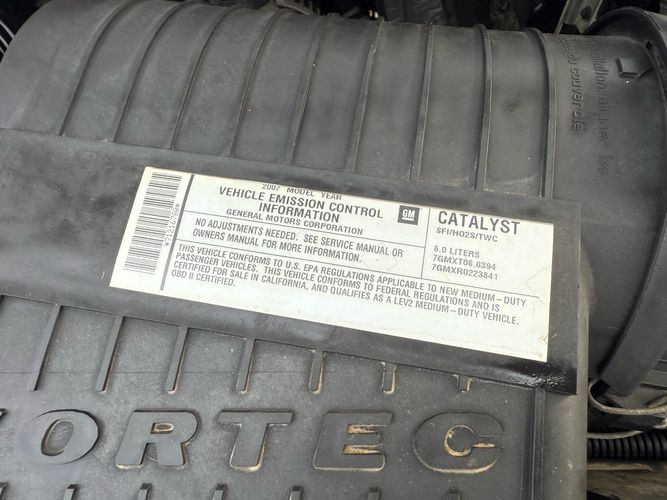 2007 MODEL YEAR
VEHICLE EMISSION CONTROL
INFORMATION
GENERAL MOTORS CORPORATION
GM
CATALYST
SFI/HO2S/TWC
NO ADJUSTMENTS NEEDED. SEE SERVICE MANUAL OR
OWNERS MANUAL FOR MORE INFORMATION.
6.0 LITERS
7GMXT06.0394
7GMXR0223841
THIS VEHICLE CONFORMS TO U.S. EPA REGULATIONS APPLICABLE TO NEW MEDIUM-DUTY
PASSENGER VEHICLES. THIS VEHICLE CONFORMS TO FEDERAL REGULATIONS AND IS
CERTIFIED FOR SALE IN CALIFORNIA, AND QUALIFIES AS A LEV2 MEDIUM-DUTY VEHICLE.
OBD II CERTIFIED.
ORTEC